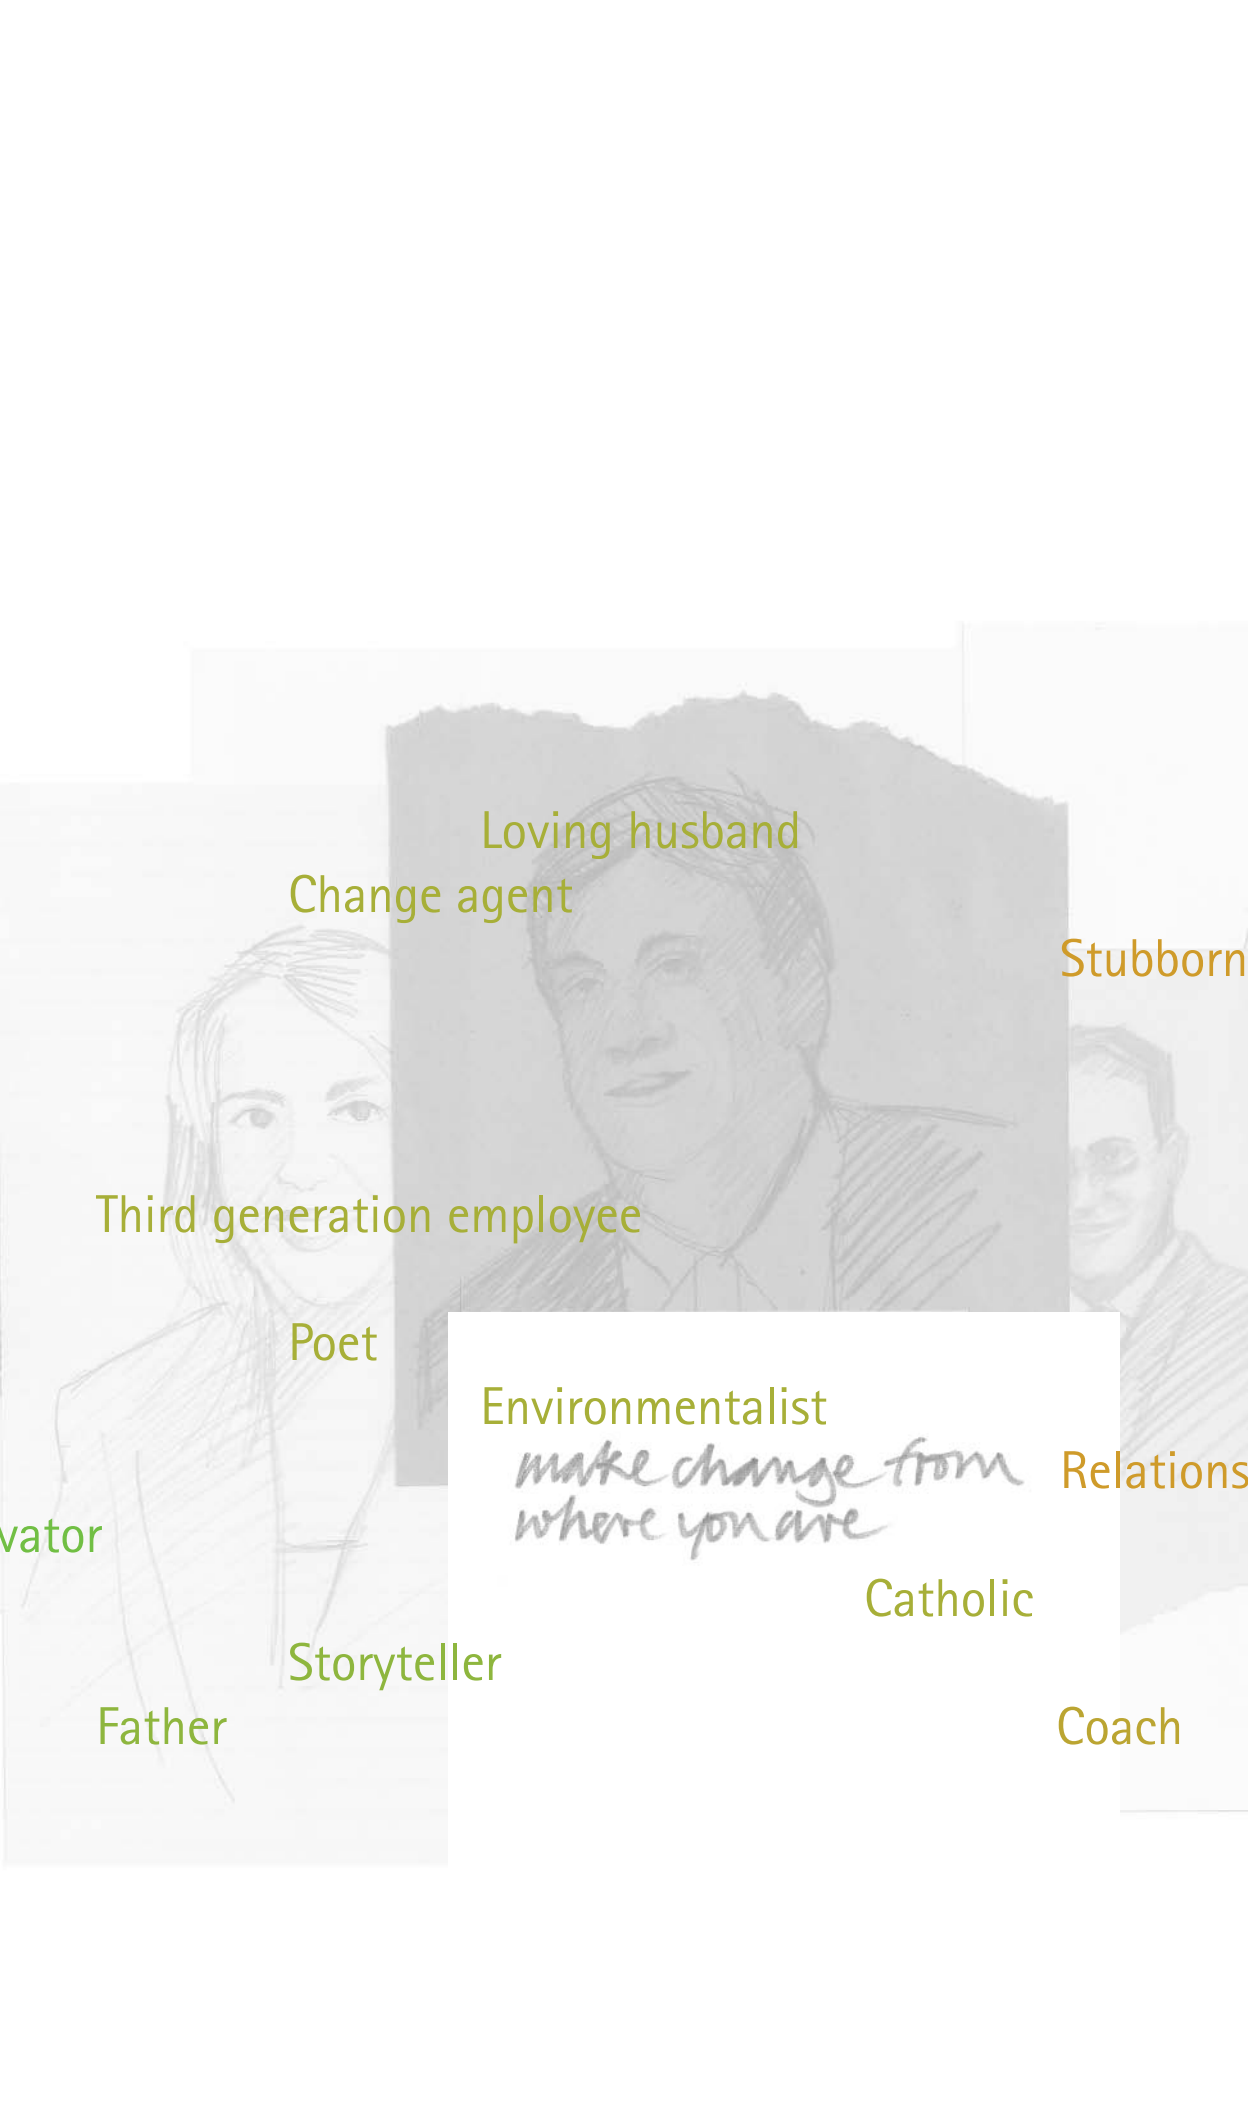 Loving husband
Change agent
Stubborn
Third generation employee
Poet
Environmentalist
make change from
where you are
Relations
vator
Catholic
Storyteller
Father
Coach